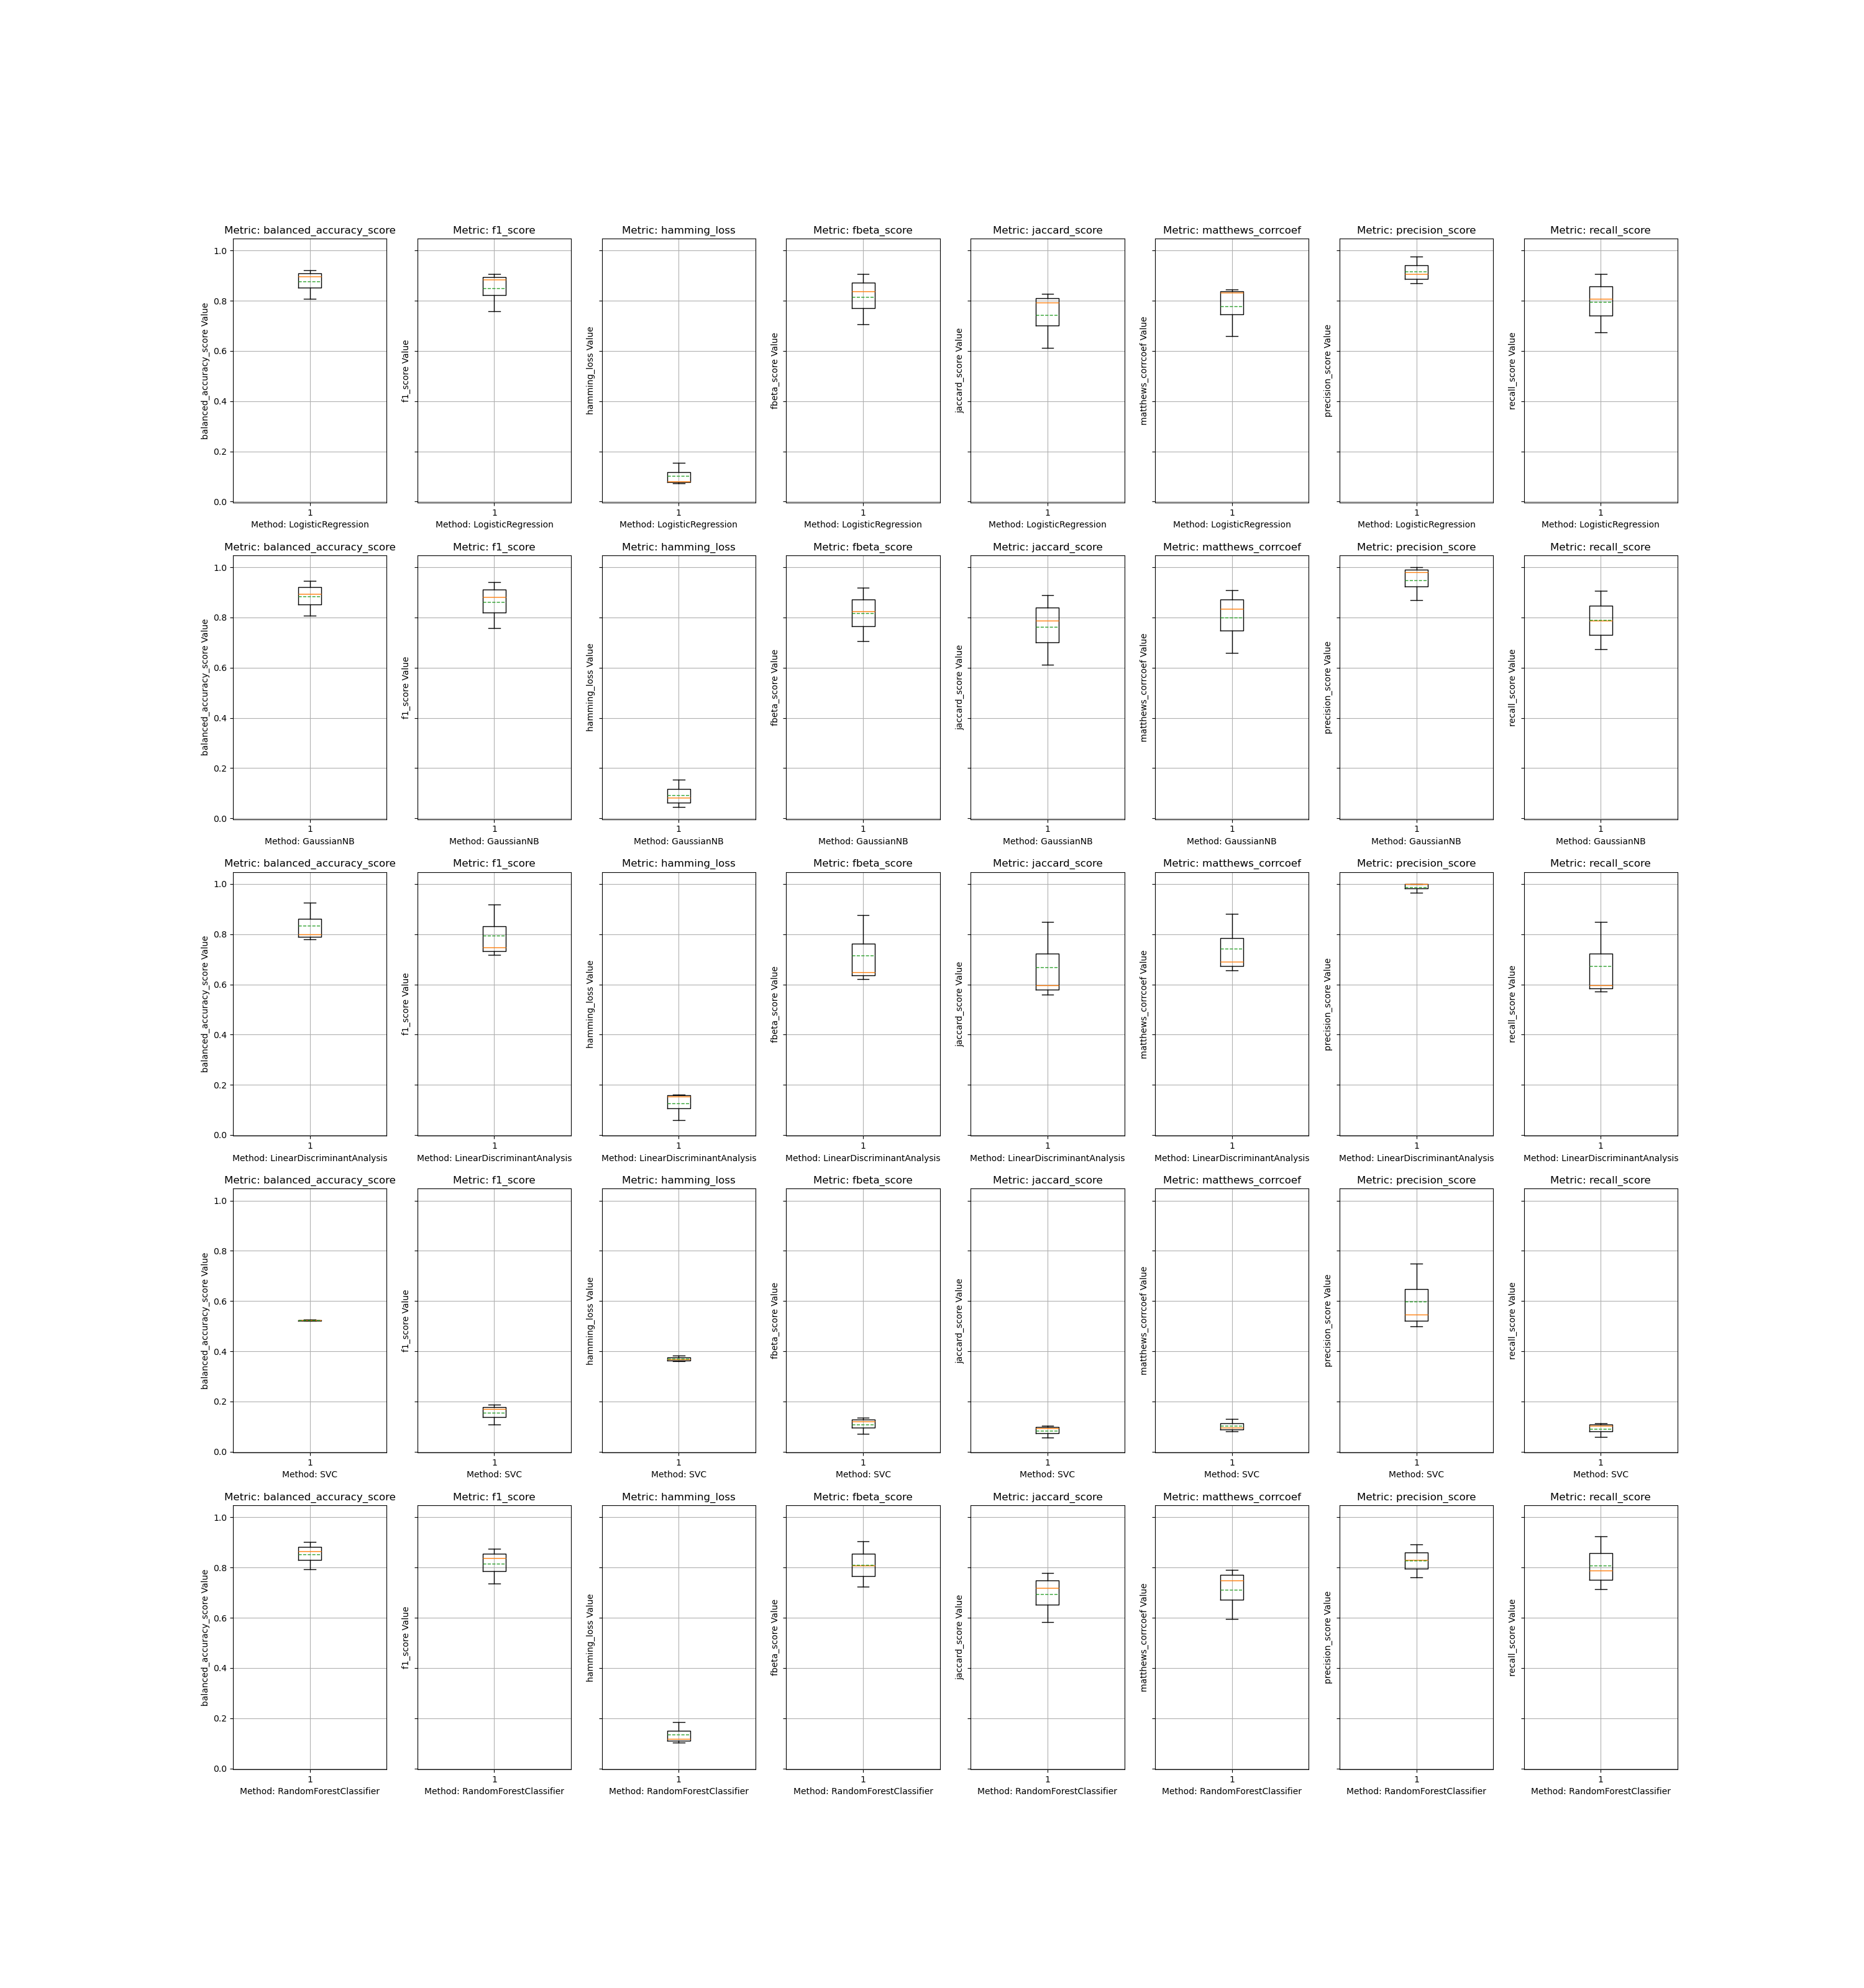 Metric: balanced_accuracy_score Metric: f1_score Metric: hamming_loss Metric: fbeta_score Metric: jaccard_score Metric: matthews_corrcoef Metric: precision_score Metric: recall_score
1.0
0.8
0.6
0.4
0.2
0.0
balanced_accuracy_score Value
f1_score Value
hamming_loss Value
fbeta_score Value
jaccard_score Value
matthews_corrcoef Value
precision_score Value
recall_score Value
1 1 1 1 1 1 1 1
Method: LogisticRegression Method: LogisticRegression Method: LogisticRegression Method: LogisticRegression Method: LogisticRegression Method: LogisticRegression Method: LogisticRegression Method: LogisticRegression
Metric: balanced_accuracy_score Metric: f1_score Metric: hamming_loss Metric: fbeta_score Metric: jaccard_score Metric: matthews_corrcoef Metric: precision_score Metric: recall_score
1.0
0.8
0.6
0.4
0.2
0.0
balanced_accuracy_score Value
f1_score Value
hamming_loss Value
fbeta_score Value
jaccard_score Value
matthews_corrcoef Value
precision_score Value
recall_score Value
1 1 1 1 1 1 1 1
Method: GaussianNB Method: GaussianNB Method: GaussianNB Method: GaussianNB Method: GaussianNB Method: GaussianNB Method: GaussianNB Method: GaussianNB
Metric: balanced_accuracy_score Metric: f1_score Metric: hamming_loss Metric: fbeta_score Metric: jaccard_score Metric: matthews_corrcoef Metric: precision_score Metric: recall_score
1.0
0.8
0.6
0.4
0.2
0.0
balanced_accuracy_score Value
f1_score Value
hamming_loss Value
fbeta_score Value
jaccard_score Value
matthews_corrcoef Value
precision_score Value
recall_score Value
1 1 1 1 1 1 1 1
Method: LinearDiscriminantAnalysis Method: LinearDiscriminantAnalysis Method: LinearDiscriminantAnalysis Method: LinearDiscriminantAnalysis Method: LinearDiscriminantAnalysis Method: LinearDiscriminantAnalysis Method: LinearDiscriminantAnalysis Method: LinearDiscriminantAnalysis
Metric: balanced_accuracy_score Metric: f1_score Metric: hamming_loss Metric: fbeta_score Metric: jaccard_score Metric: matthews_corrcoef Metric: precision_score Metric: recall_score
1.0
0.8
0.6
0.4
0.2
0.0
balanced_accuracy_score Value
f1_score Value
hamming_loss Value
fbeta_score Value
jaccard_score Value
matthews_corrcoef Value
precision_score Value
recall_score Value
1 1 1 1 1 1 1 1
Method: SVC Method: SVC Method: SVC Method: SVC Method: SVC Method: SVC Method: SVC Method: SVC
Metric: balanced_accuracy_score Metric: f1_score Metric: hamming_loss Metric: fbeta_score Metric: jaccard_score Metric: matthews_corrcoef Metric: precision_score Metric: recall_score
1.0
0.8
0.6
0.4
0.2
0.0
balanced_accuracy_score Value
f1_score Value
hamming_loss Value
fbeta_score Value
jaccard_score Value
matthews_corrcoef Value
precision_score Value
recall_score Value
1 1 1 1 1 1 1 1
Method: RandomForestClassifier Method: RandomForestClassifier Method: RandomForestClassifier Method: RandomForestClassifier Method: RandomForestClassifier Method: RandomForestClassifier Method: RandomForestClassifier Method: RandomForestClassifier